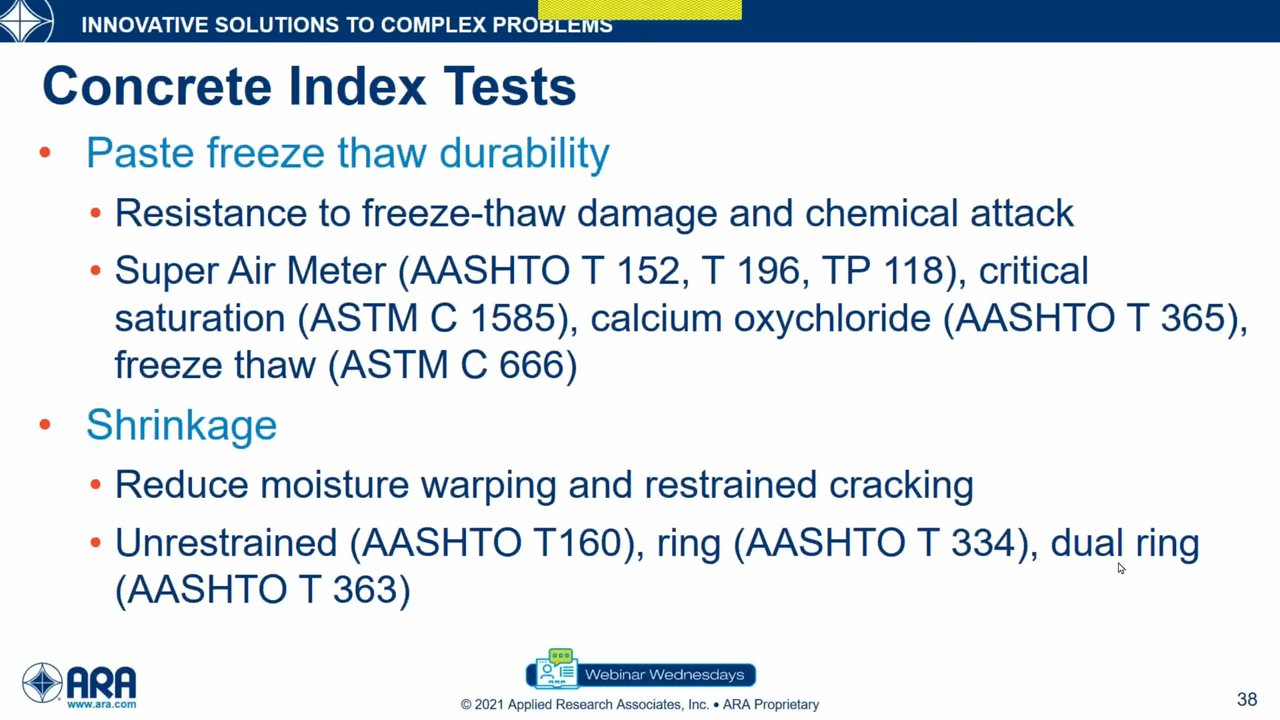 INNOVATIVE SOLUTIONS TO COMPLEX PROBLEMS
Concrete Index Tests
• Paste freeze thaw durability
• Resistance to freeze-thaw damage and chemical attack
• Super Air Meter (AASHTO T 152, T 196, TP 118), critical
saturation (ASTM C 1585), calcium oxychloride (AASHTO T 365),
freeze thaw (ASTM C 666)
• Shrinkage
• Reduce moisture warping and restrained cracking
• Unrestrained (AASHTO T160), ring (AASHTO T 334), dual ring
(AASHTO T 363)
ARA
www.ara.com
Webinar Wednesdays
© 2021 Applied Research Associates, Inc. • ARA Proprietary
38